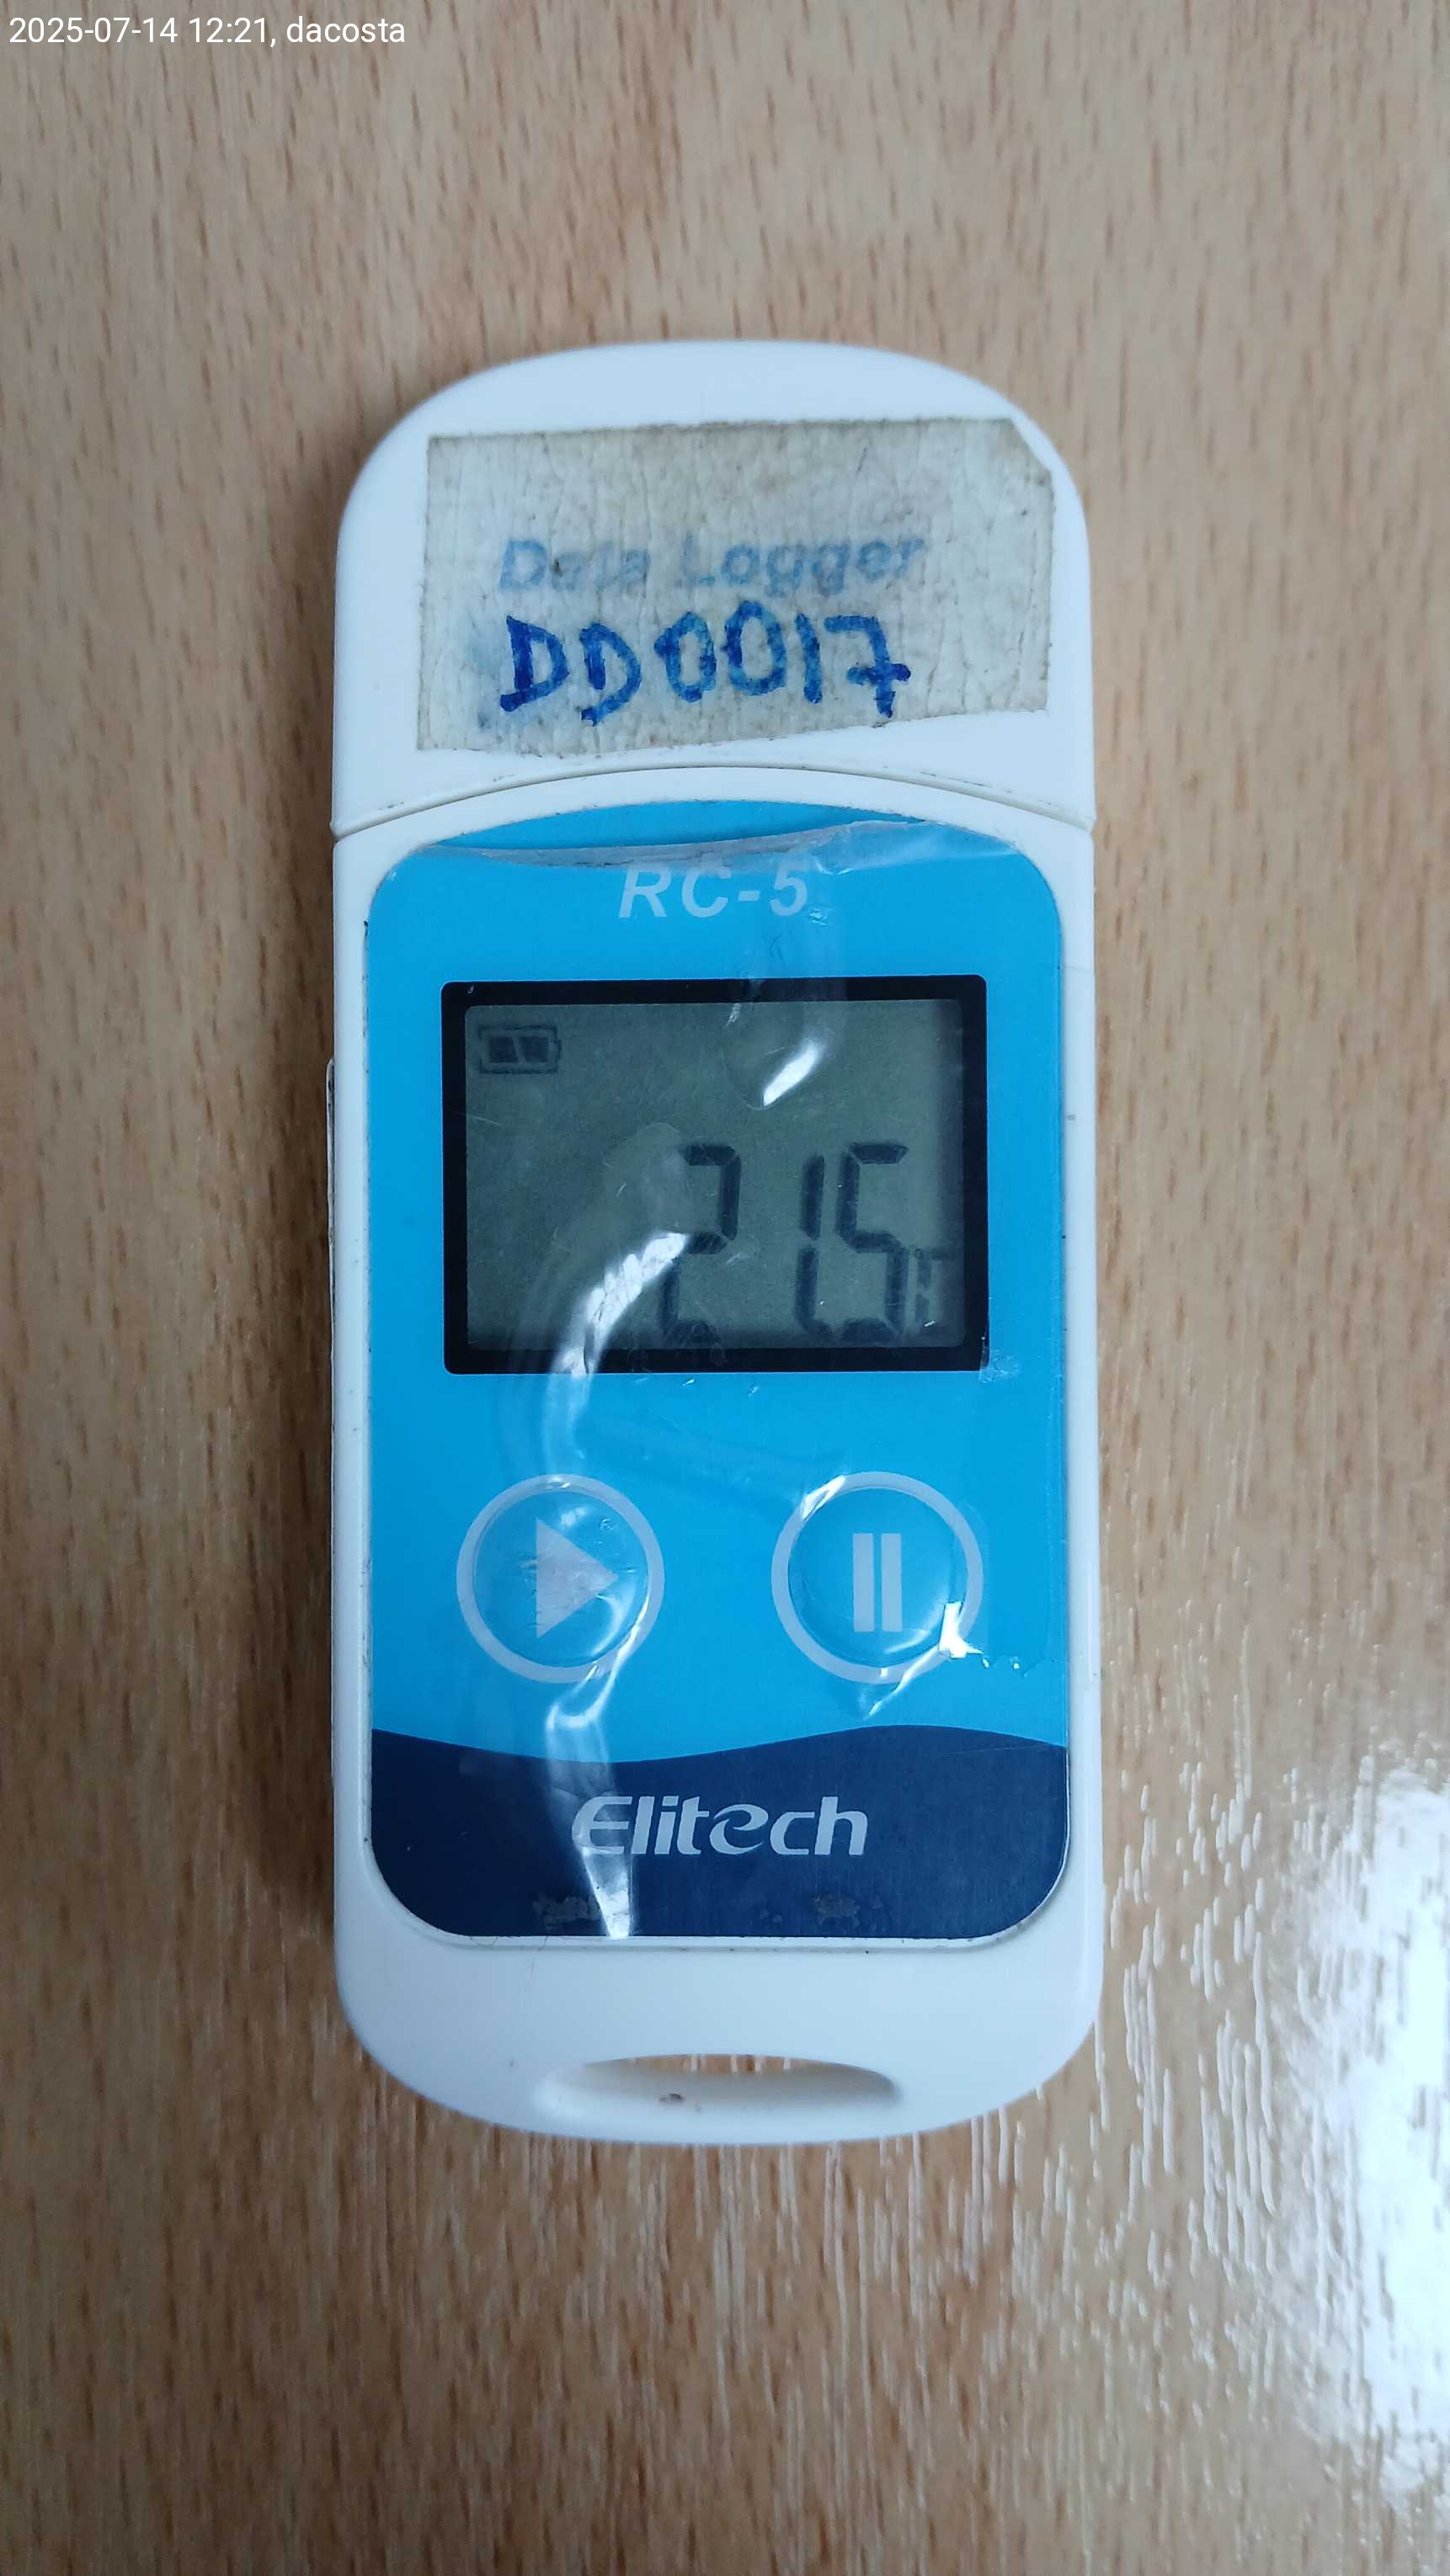 2025-07-14 12:21, dacosta
Data Logger
DD0017
RC-5
21.5
Elitech